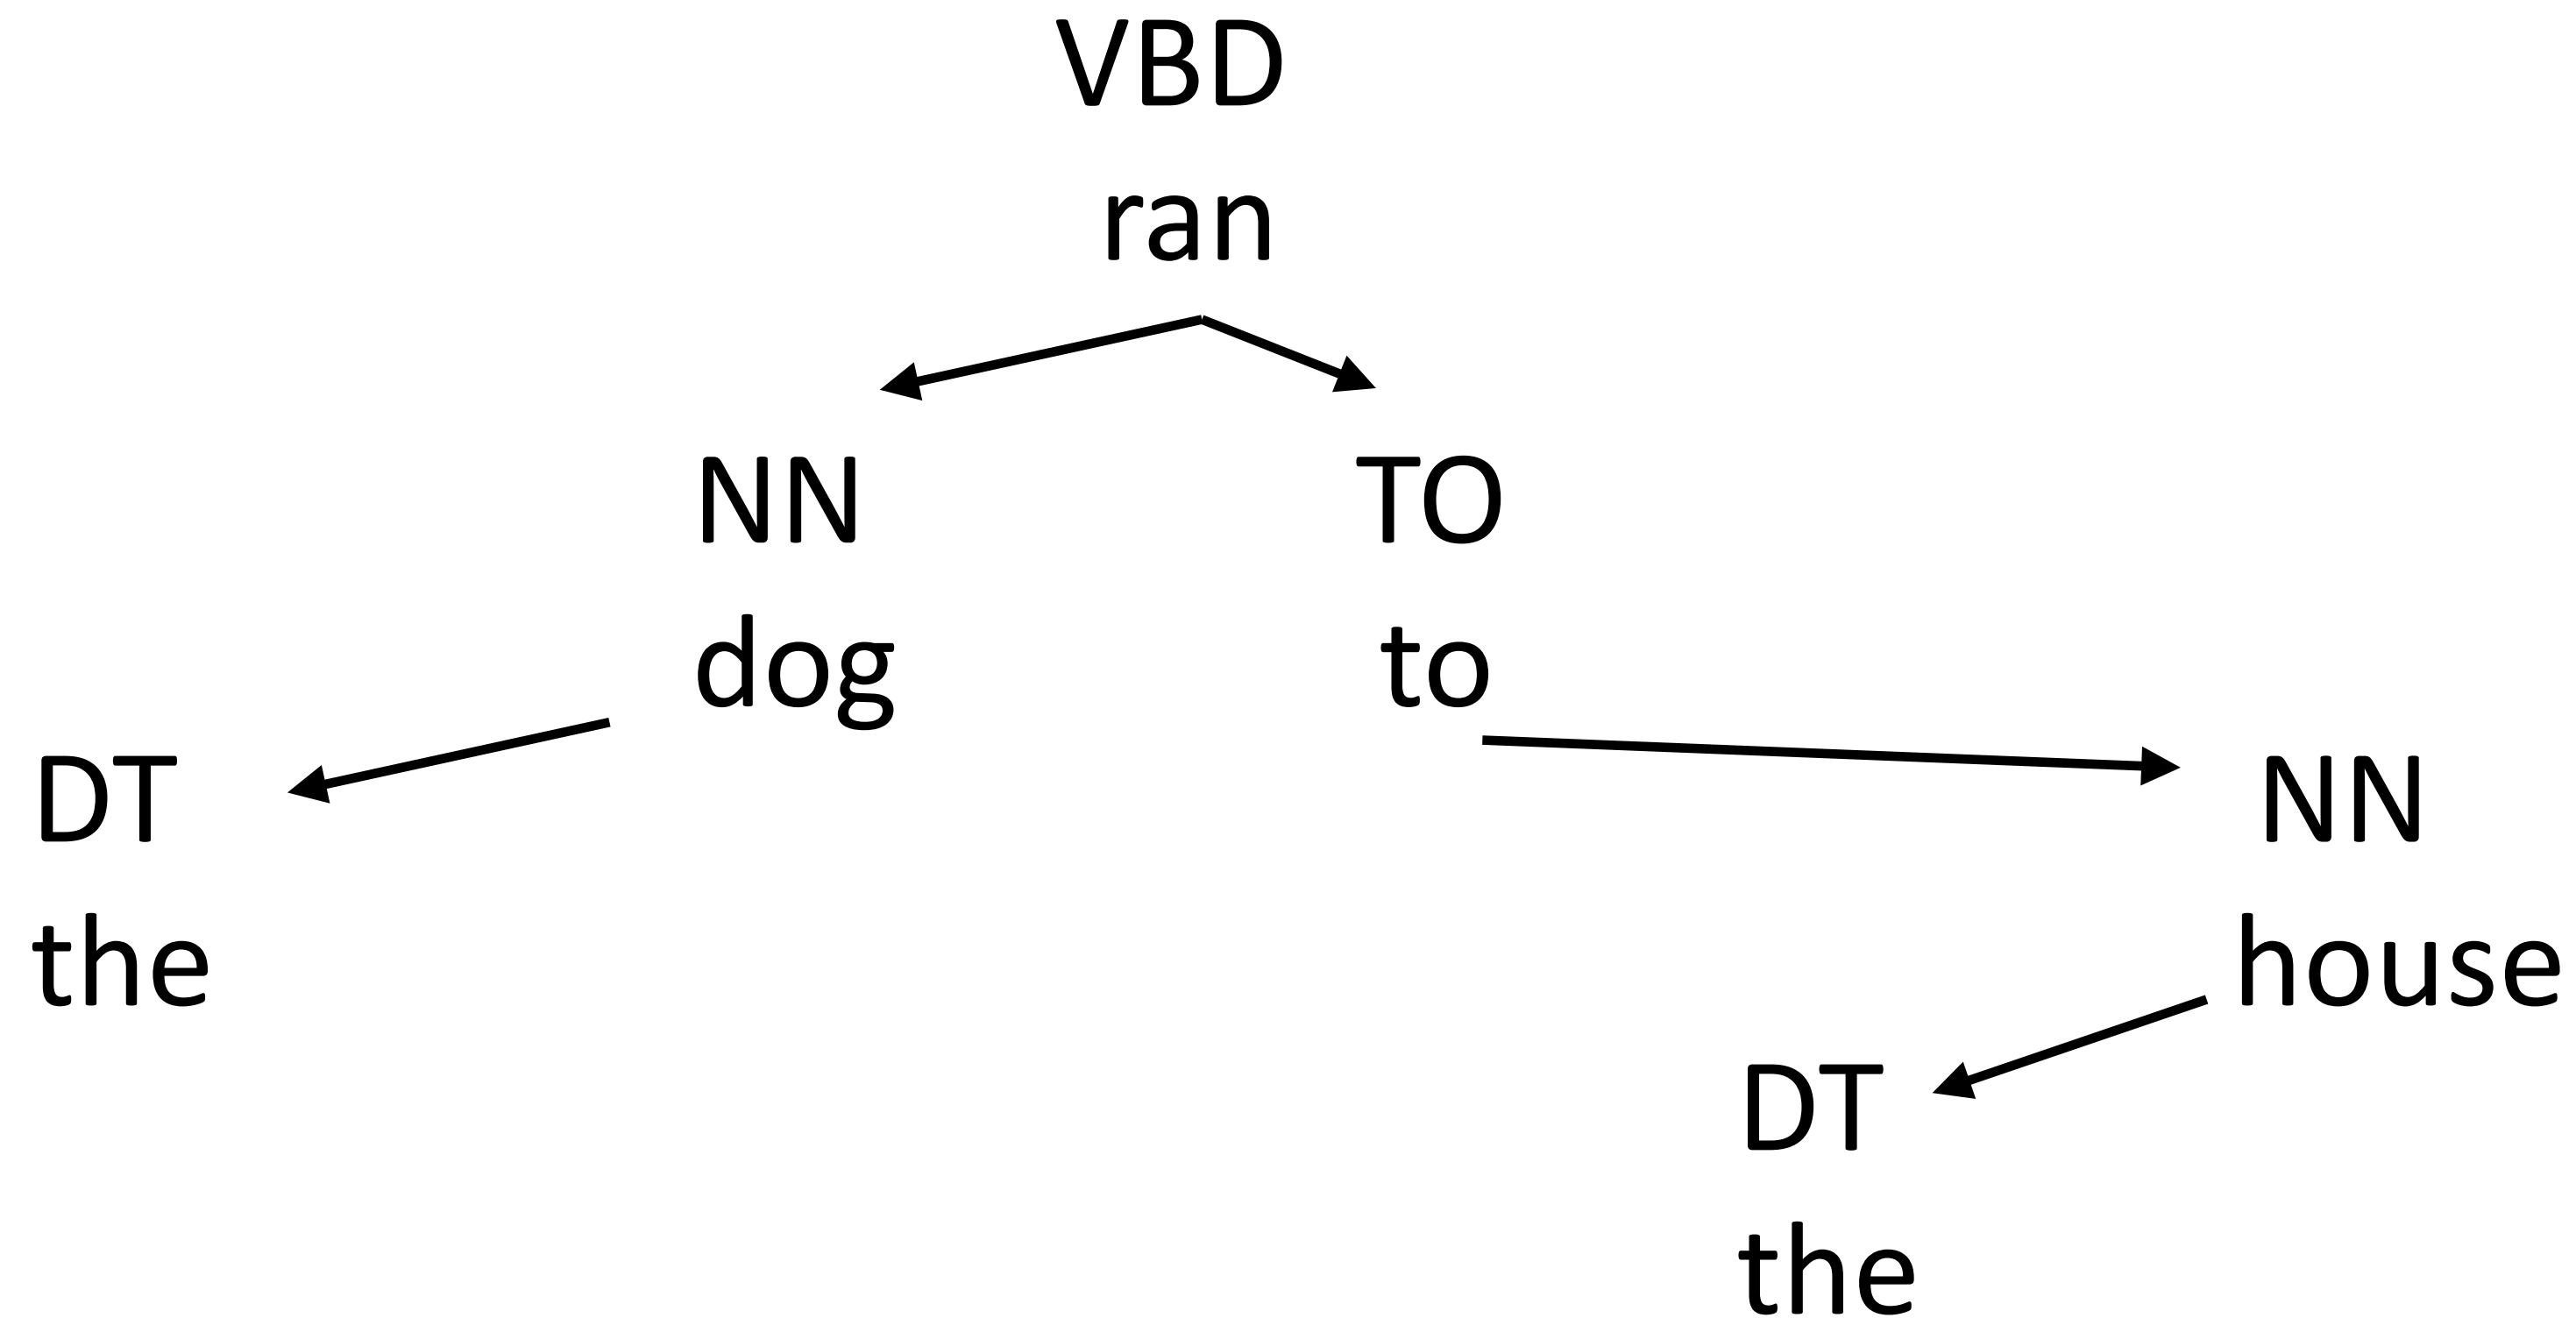 VBD
ran
NN
TO
dog
to
DT
NN
the
house
DT
the